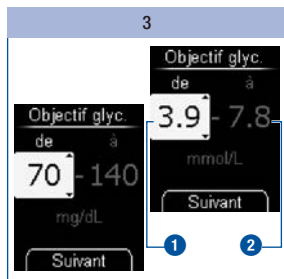 3
Objectif glyc.
de à
70 - 140
mg/dL
Suivant
Objectif glyc.
de à
3.9 - 7.8
mmol/L
Suivant
1 2